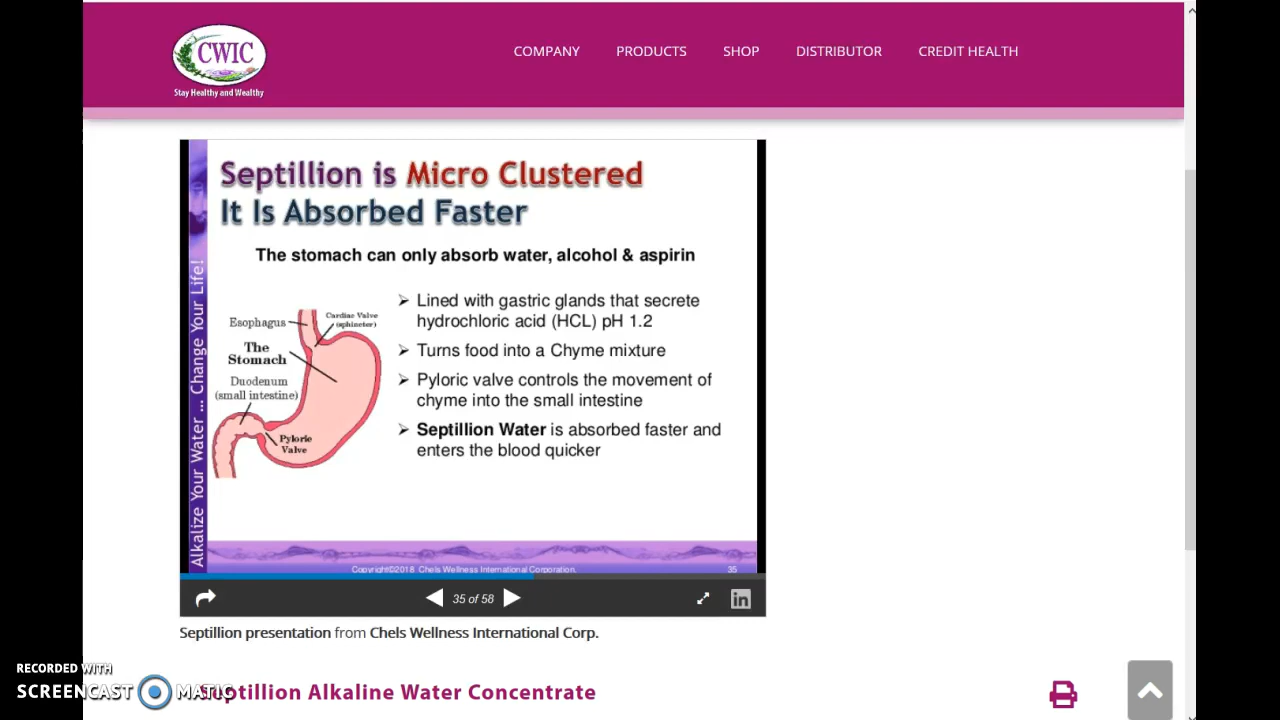 CWIC
Stay Healthy and Wealthy
COMPANY PRODUCTS SHOP DISTRIBUTOR CREDIT HEALTH
Septillion is Micro Clustered
It Is Absorbed Faster
The stomach can only absorb water, alcohol & aspirin
Alkalize Your Water ... Change Your Life!
Esophagus
Cardiac Valve
(sphincter)
The
Stomach
Duodenum
(small intestine)
Pyloric
Valve
➢ Lined with gastric glands that secrete
hydrochloric acid (HCL) pH 1.2
➢ Turns food into a Chyme mixture
➢ Pyloric valve controls the movement of
chyme into the small intestine
➢ Septillion Water is absorbed faster and
enters the blood quicker
Copyright©2018 Chels Wellness International Corporation. 35
35 of 58
in
Septillion presentation from Chels Wellness International Corp.
RECORDED WITH
SCREENCAST MATIC
Septillion Alkaline Water Concentrate